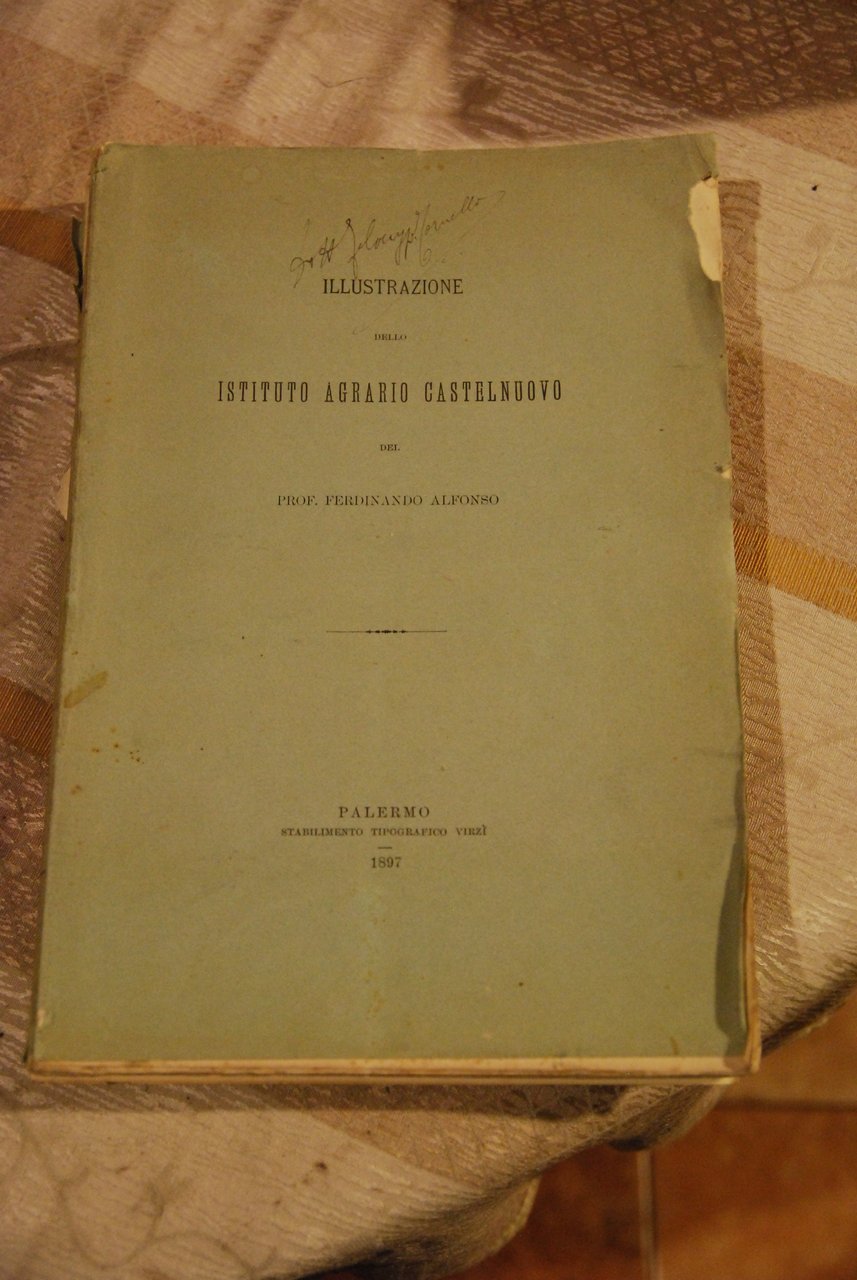 ILLUSTRAZIONE
DELLO
ISTITUTO AGRARIO CASTELNUOVO
DEL
PROF. FERDINANDO ALFONSO
PALERMO
STABILIMENTO TIPOGRAFICO VIRZÌ
1897